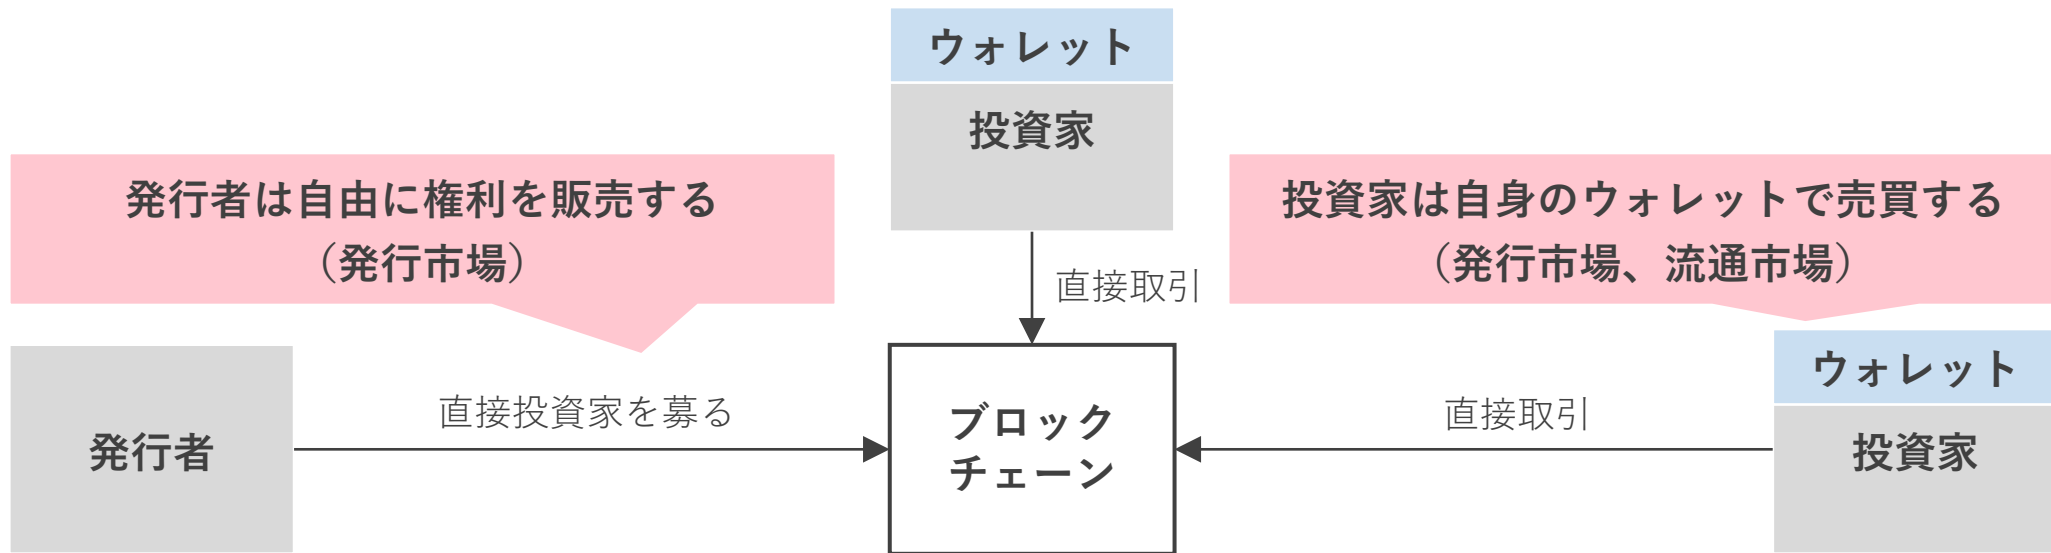 ウォレット
投資家
発行者は自由に権利を販売する
（発行市場）
投資家は自身のウォレットで売買する
（発行市場、流通市場）
直接取引
ウォレット
発行者
直接投資家を募る
ブロック
チェーン
直接取引
投資家